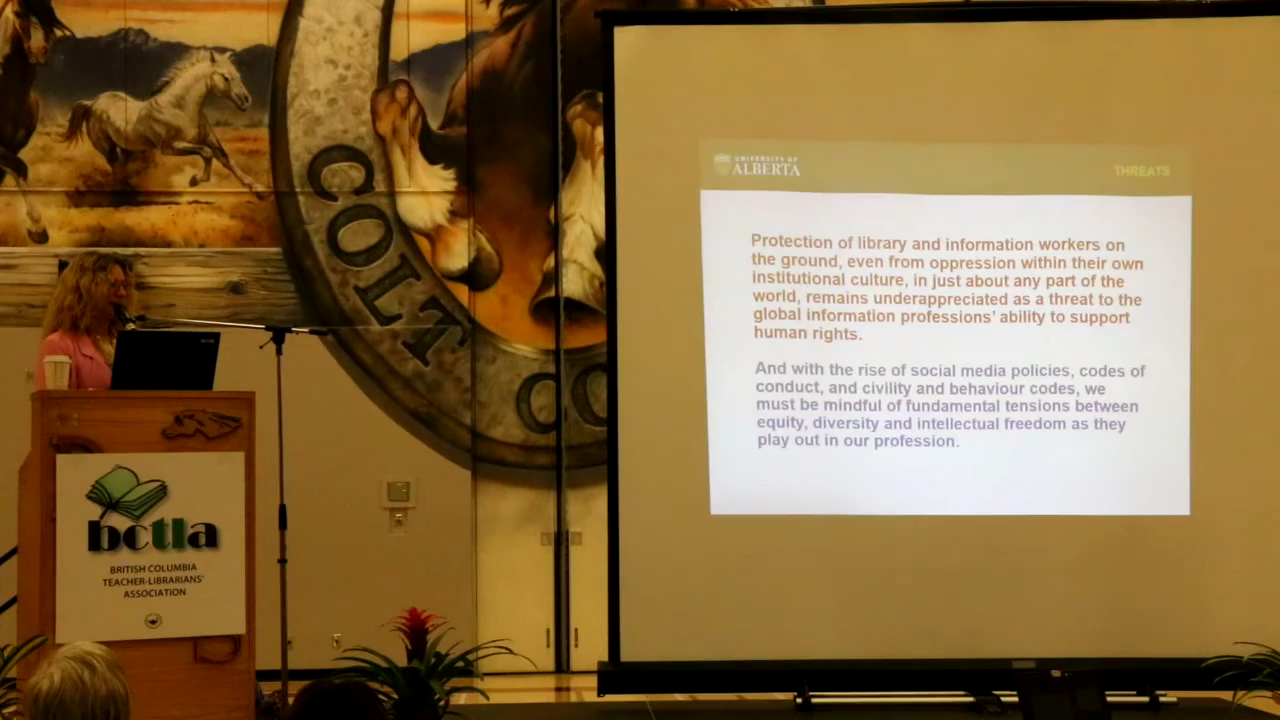 COLT
CO
UNIVERSITY OF
ALBERTA
THREATS
Protection of library and information workers on
the ground, even from oppression within their own
institutional culture, in just about any part of the
world, remains underappreciated as a threat to the
global information professions' ability to support
human rights.
And with the rise of social media policies, codes of
conduct, and civility and behaviour codes, we
must be mindful of fundamental tensions between
equity, diversity and intellectual freedom as they
play out in our profession.
bctla
BRITISH COLUMBIA
TEACHER-LIBRARIANS'
ASSOCIATION